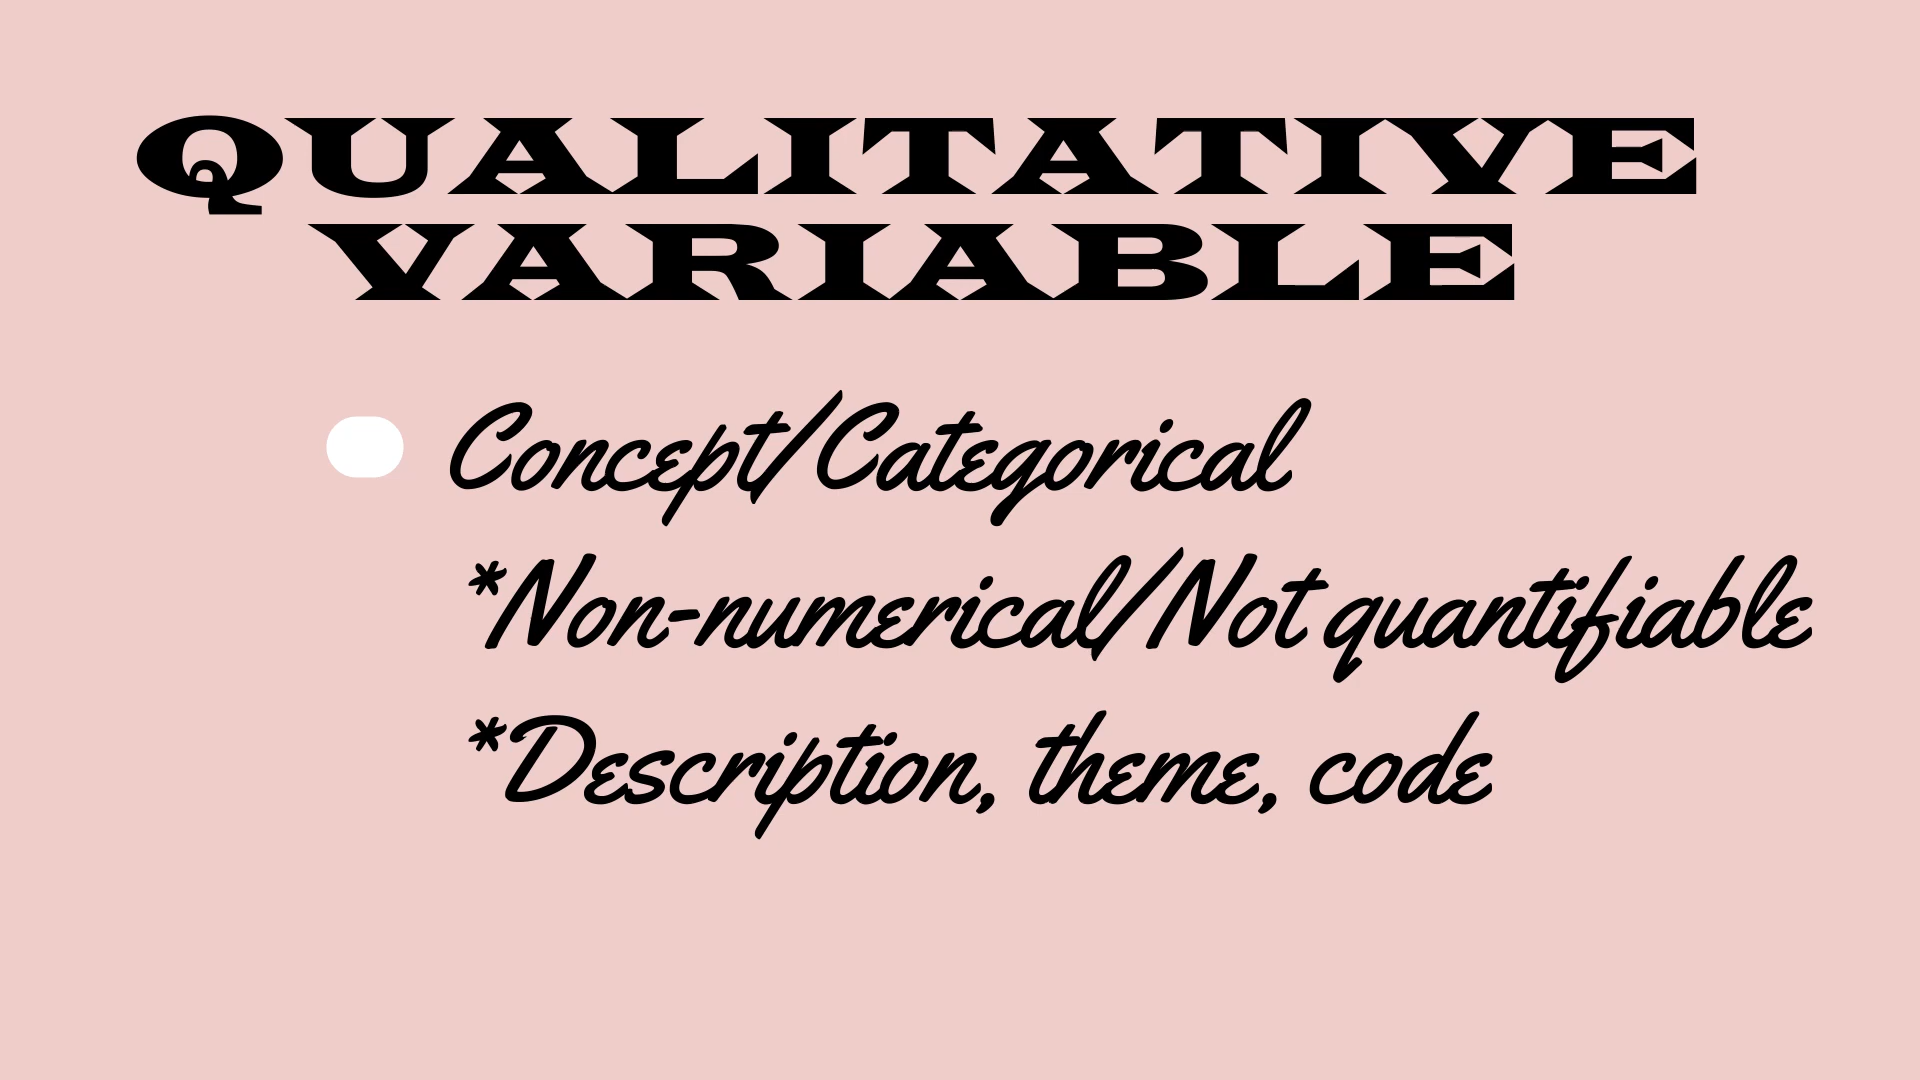 QUALITATIVE
VARIABLE
Concept/Categorical
*Non-numerical/Not quantifiable
*Description, theme, code